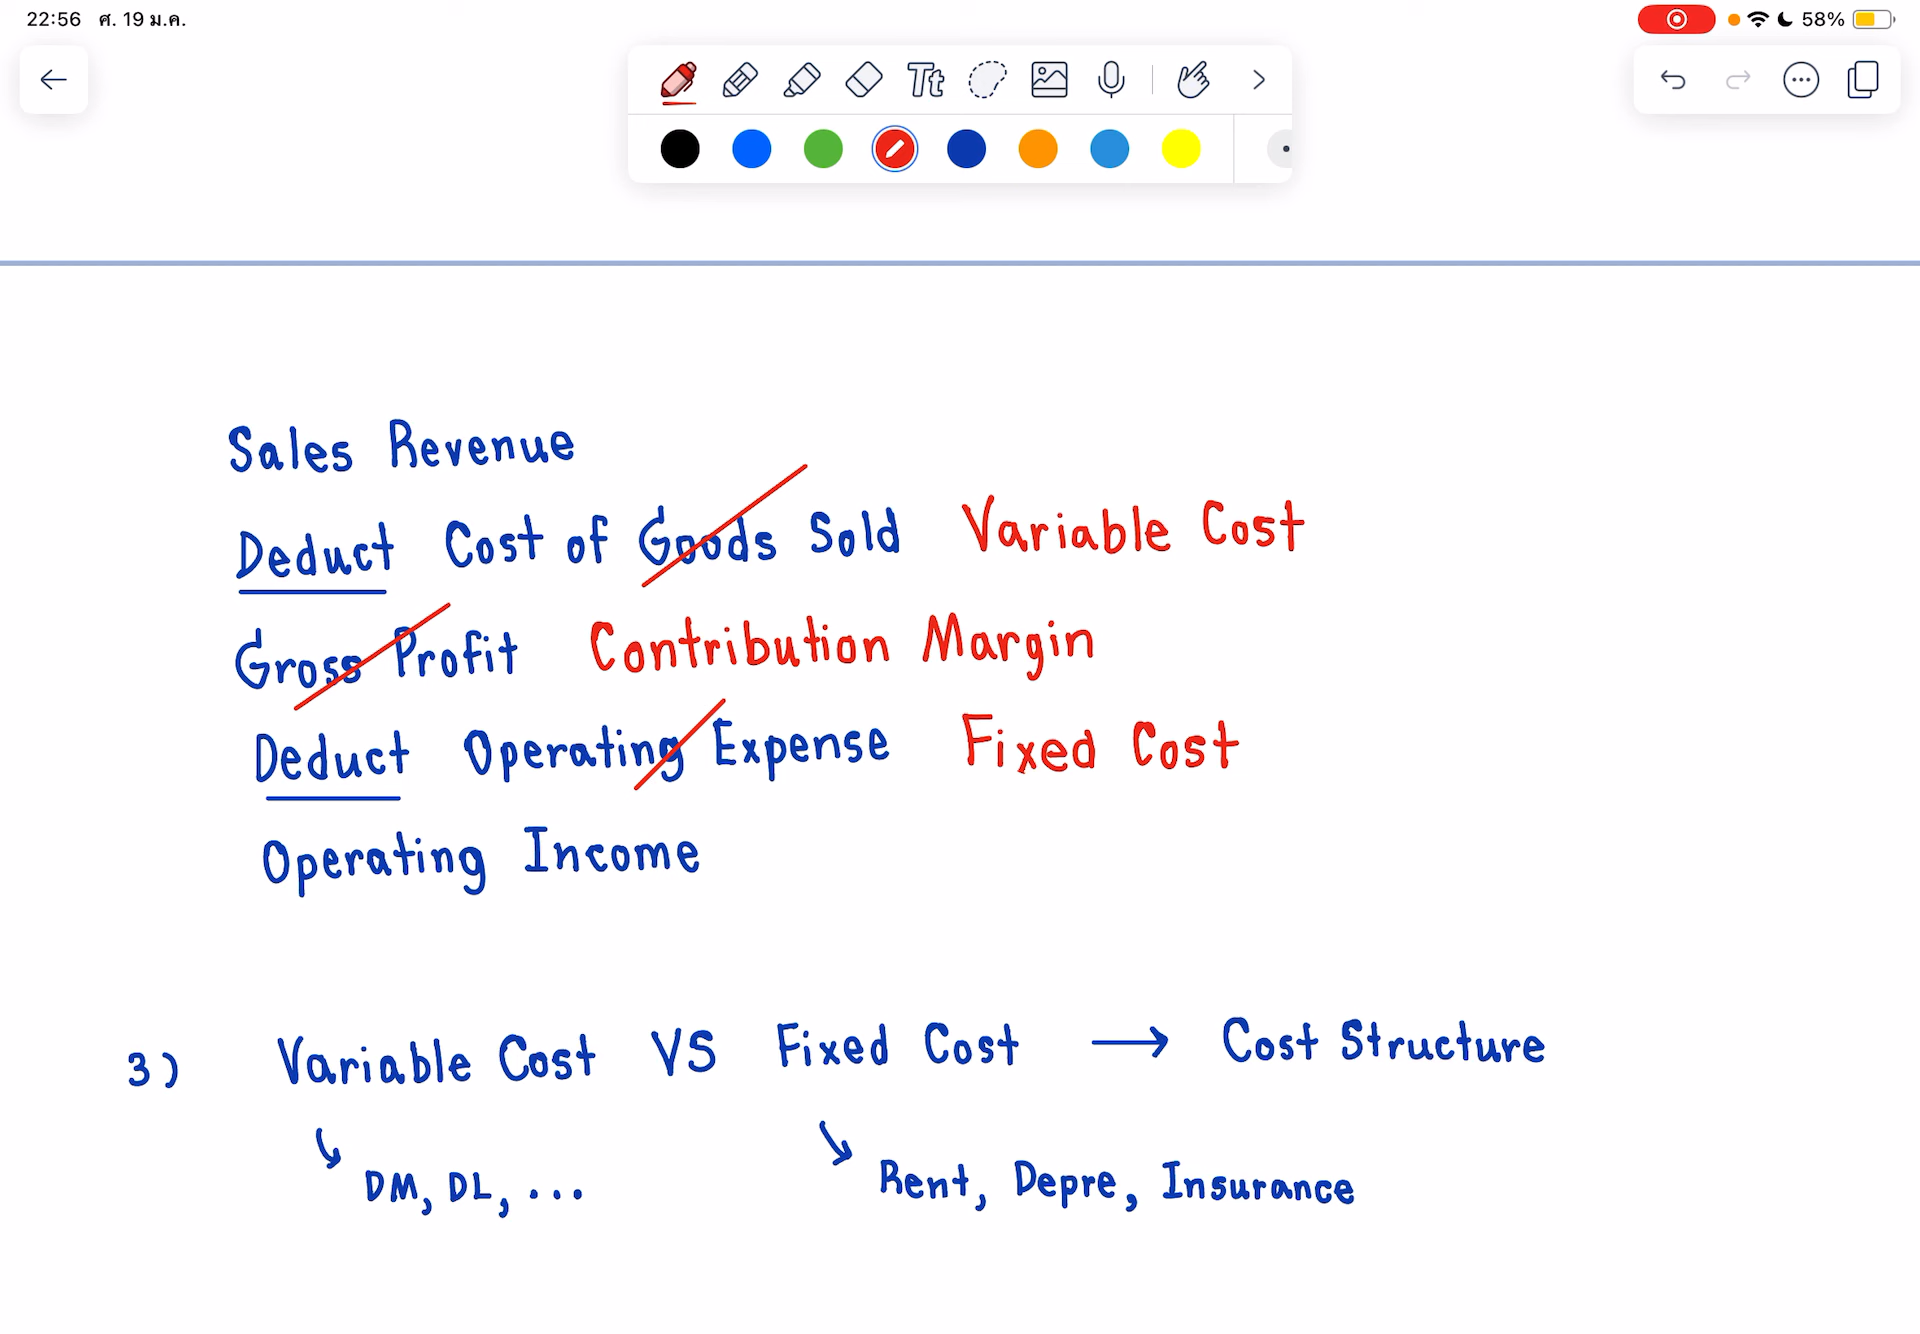 22:56 ศ. 19 ม.ค. 58%
Tt
Sales Revenue
Deduct Cost of Goods Sold Variable Cost
Gross Profit Contribution Margin
Deduct Operating Expense Fixed Cost
Operating Income
3) Variable Cost VS Fixed Cost → Cost Structure
DM, DL, ... Rent, Depre, Insurance